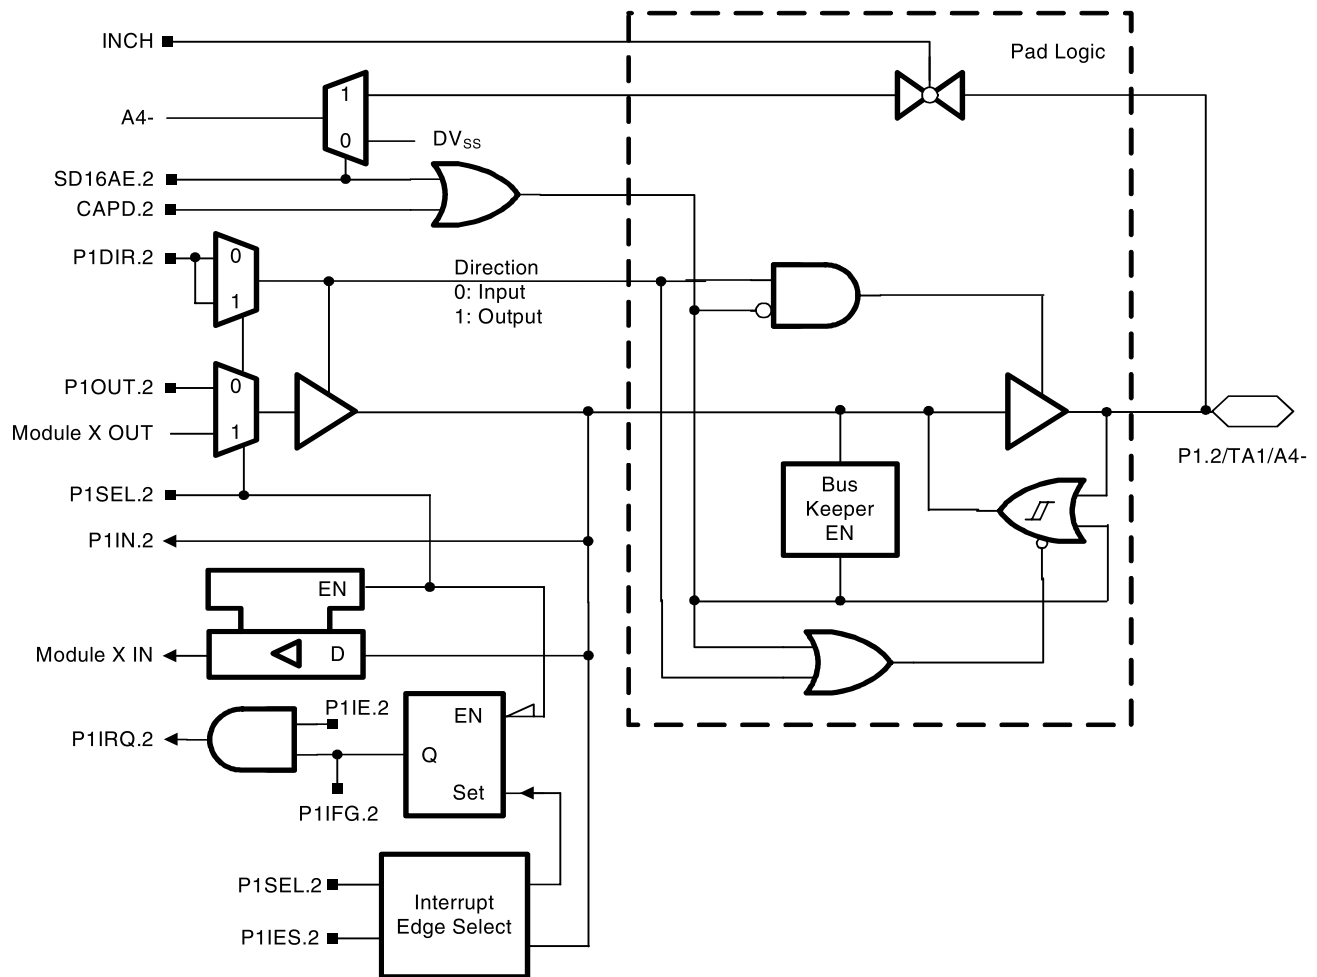 INCH
Pad Logic
1
A4-
0
DVSS
SD16AE.2
CAPD.2
P1DIR.2
0
1
Direction
0: Input
1: Output
P1OUT.2
0
Module X OUT
1
P1.2/TA1/A4-
P1SEL.2
Bus
Keeper
EN
P1IN.2
EN
Module X IN
D
P1IE.2
EN
P1IRQ.2
Q
Set
P1IFG.2
P1SEL.2
Interrupt
Edge Select
P1IES.2